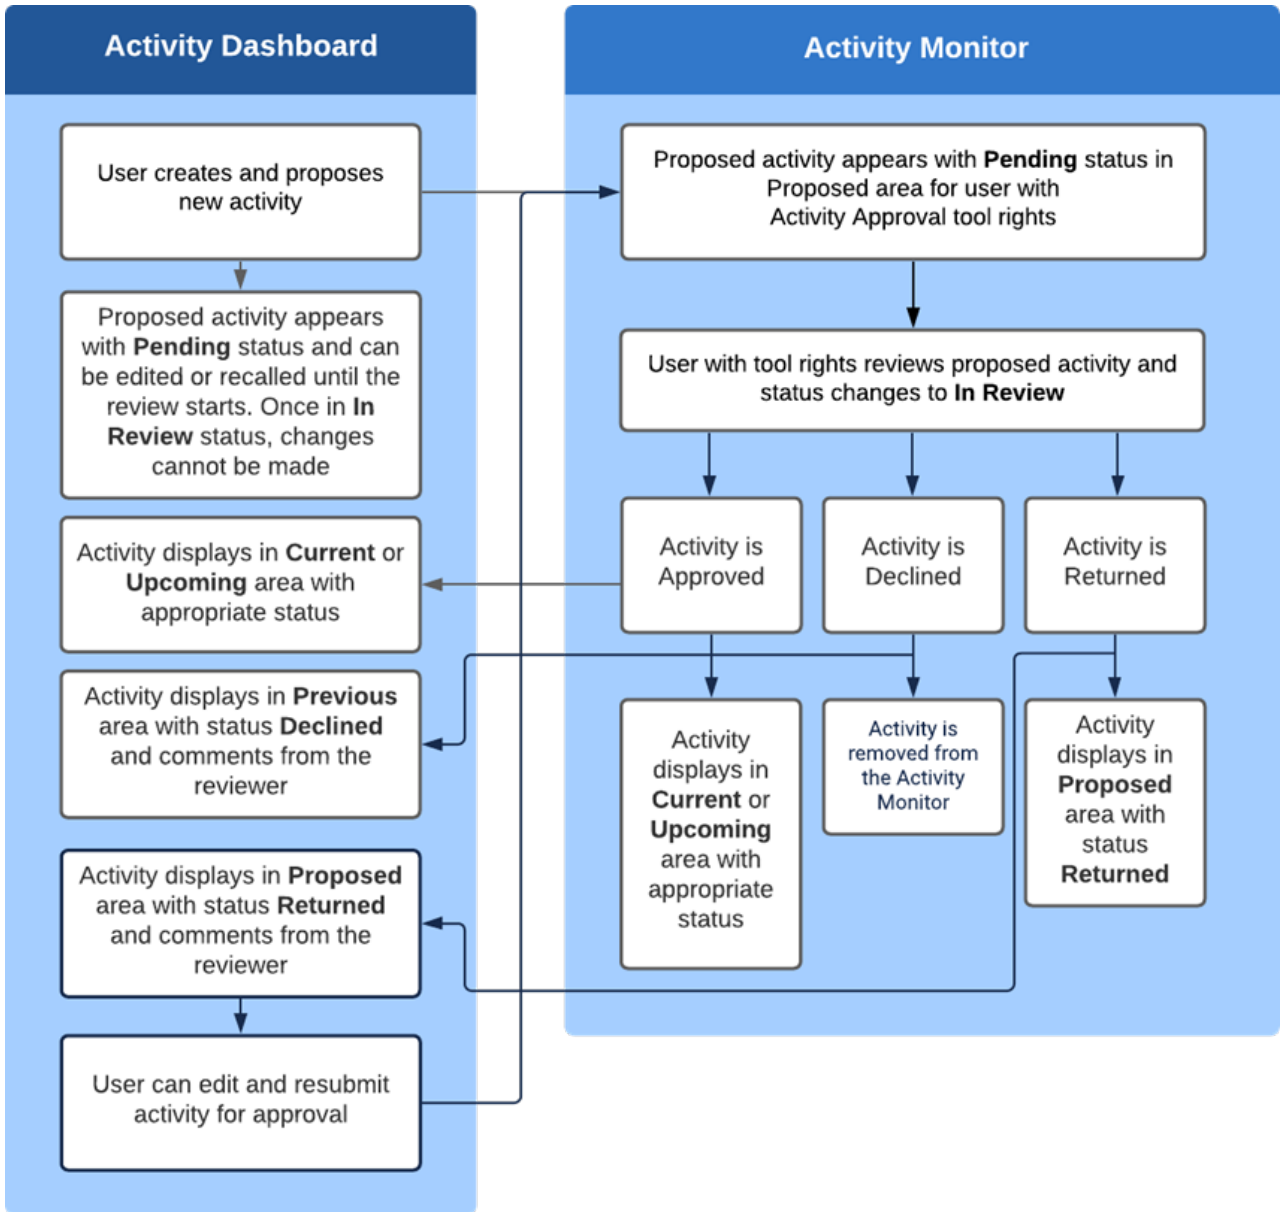 Activity Dashboard
User creates and proposes
new activity
Proposed activity appears
with Pending status and can
be edited or recalled until the
review starts. Once in In
Review status, changes
cannot be made
Activity displays in Current or
Upcoming area with
appropriate status
Activity displays in Previous
area with status Declined
and comments from the
reviewer
Activity displays in Proposed
area with status Returned
and comments from the
reviewer
User can edit and resubmit
activity for approval
Activity Monitor
Proposed activity appears with Pending status in
Proposed area for user with
Activity Approval tool rights
User with tool rights reviews proposed activity and
status changes to In Review
Activity is
Approved
Activity is
Declined
Activity is
Returned
Activity
displays in
Current or
Upcoming
area with
appropriate
status
Activity is
removed from
the Activity
Monitor
Activity
displays in
Proposed
area with
status
Returned